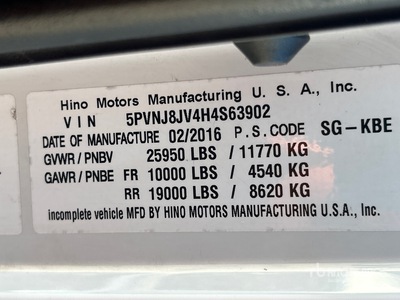 Hino Motors Manufacturing U. S. A., Inc.
VIN 5PVNJ8JV4H4S63902
DATE OF MANUFACTURE 02/2016 P.S.CODE SG-KBE
GVWR/PNBV 25950 LBS / 11770 KG
GAWR/PNBE FR 10000 LBS / 4540 KG
RR 19000 LBS / 8620 KG
incomplete vehicle MFD BY HINO MOTORS MANUFACTURING U.S.A., Inc.